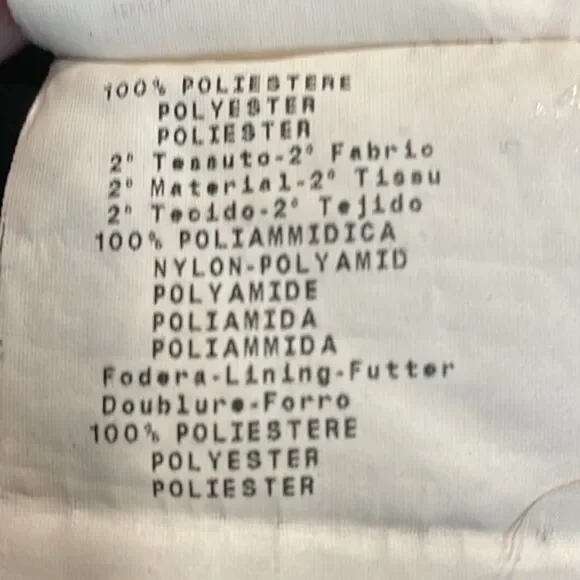 100% POLIESTERE
POLYESTER
POLIESTER
2° Tessuto-2° Fabric
2° Material-2° Tissu
2° Tecido-2° Tejido
100% POLIAMMIDICA
NYLON-POLYAMID
POLYAMIDE
POLIAMIDA
POLIAMMIDA
Fodera-Lining-Futter
Doublure-Forro
100% POLIESTERE
POLYESTER
POLIESTER